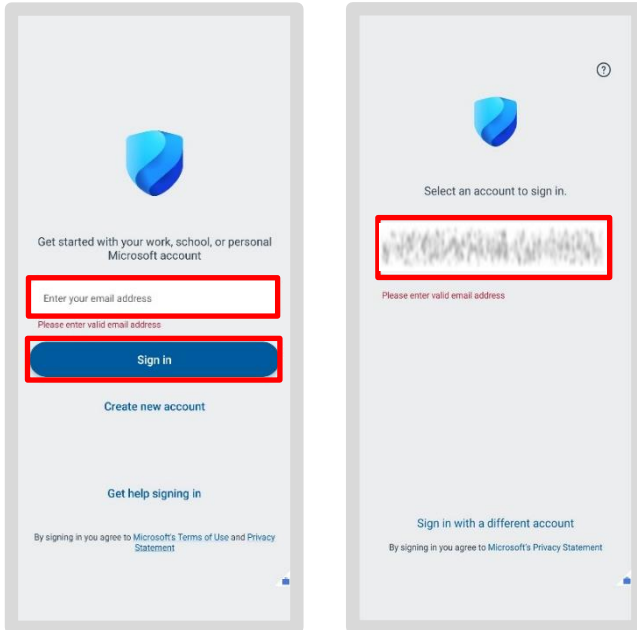 Get started with your work, school, or personal
Microsoft account
Enter your email address
Please enter valid email address
Sign in
Create new account
Get help signing in
By signing in you agree to Microsoft's Terms of Use and Privacy
Statement
?
Select an account to sign in.
Please enter valid email address
Sign in with a different account
By signing in you agree to Microsoft's Privacy Statement